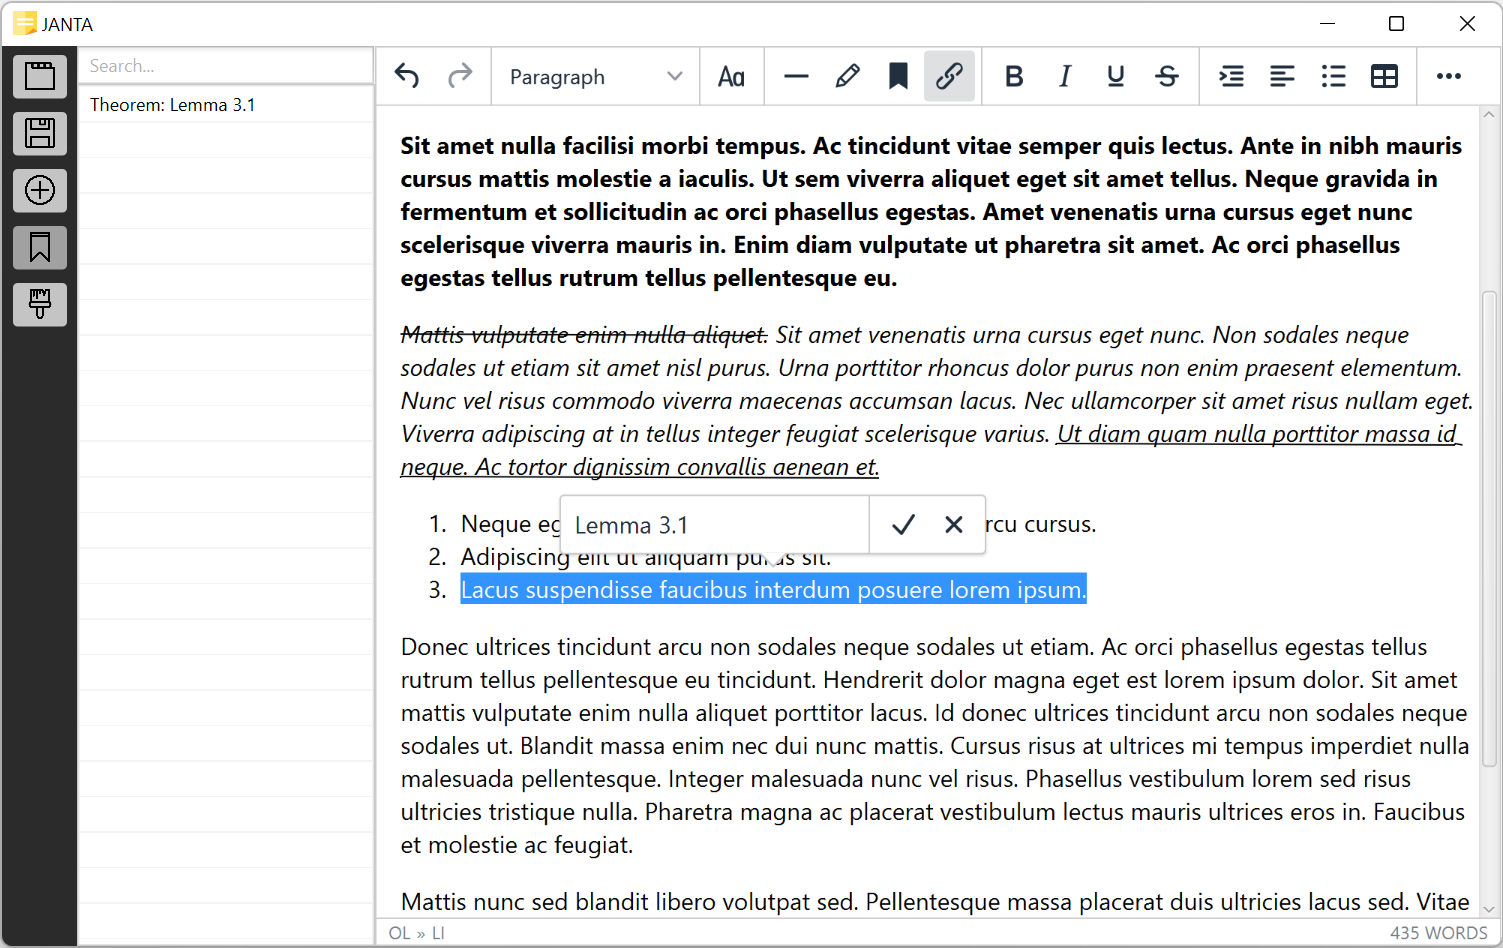 JANTA
Search...
Theorem: Lemma 3.1
Paragraph
Aa
B I U S
Sit amet nulla facilisi morbi tempus. Ac tincidunt vitae semper quis lectus. Ante in nibh mauris
cursus mattis molestie a iaculis. Ut sem viverra aliquet eget sit amet tellus. Neque gravida in
fermentum et sollicitudin ac orci phasellus egestas. Amet venenatis urna cursus eget nunc
scelerisque viverra mauris in. Enim diam vulputate ut pharetra sit amet. Ac orci phasellus
egestas tellus rutrum tellus pellentesque eu.
Mattis vulputate enim nulla aliquet. Sit amet venenatis urna cursus eget nunc. Non sodales neque
sodales ut etiam sit amet nisl purus. Urna porttitor rhoncus dolor purus non enim praesent elementum.
Nunc vel risus commodo viverra maecenas accumsan lacus. Nec ullamcorper sit amet risus nullam eget.
Viverra adipiscing at in tellus integer feugiat scelerisque varius. Ut diam quam nulla porttitor massa id
neque. Ac tortor dignissim convallis aenean et.
1. Neque eg Lemma 3.1 rcu cursus.
2. Adipiscing elit ut aliquam purus sit.
3. Lacus suspendisse faucibus interdum posuere lorem ipsum.
Donec ultrices tincidunt arcu non sodales neque sodales ut etiam. Ac orci phasellus egestas tellus
rutrum tellus pellentesque eu tincidunt. Hendrerit dolor magna eget est lorem ipsum dolor. Sit amet
mattis vulputate enim nulla aliquet porttitor lacus. Id donec ultrices tincidunt arcu non sodales neque
sodales ut. Blandit massa enim nec dui nunc mattis. Cursus risus at ultrices mi tempus imperdiet nulla
malesuada pellentesque. Integer malesuada nunc vel risus. Phasellus vestibulum lorem sed risus
ultricies tristique nulla. Pharetra magna ac placerat vestibulum lectus mauris ultrices eros in. Faucibus
et molestie ac feugiat.
Mattis nunc sed blandit libero volutpat sed. Pellentesque massa placerat duis ultricies lacus sed. Vitae
OL » LI
435 WORDS